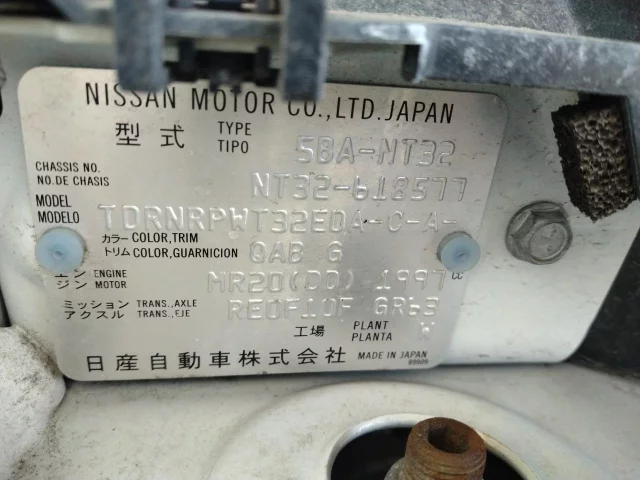 NISSAN MOTOR CO.,LTD.JAPAN
型式 TYPE TIPO 5BA-NT32
CHASSIS NO. NO.DE CHASIS NT32-618577
MODEL MODELO TDRNRPWT32EDA-C-A-
カラー COLOR,TRIM
トリム COLOR,GUARNICION QAB G
エン ENGINE
ジン MOTOR MR20(DD) 1997 cc
ミッション TRANS.,AXLE
アクスル TRANS.,EJE RE0F10F GR63
工場 PLANT PLANTA W
日産自動車株式会社 MADE IN JAPAN